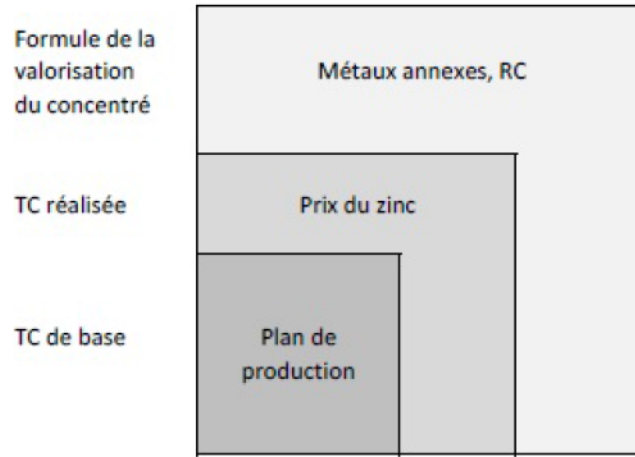 Formule de la
valorisation
du concentré
Métaux annexes, RC
TC réalisée
Prix du zinc
TC de base
Plan de
production